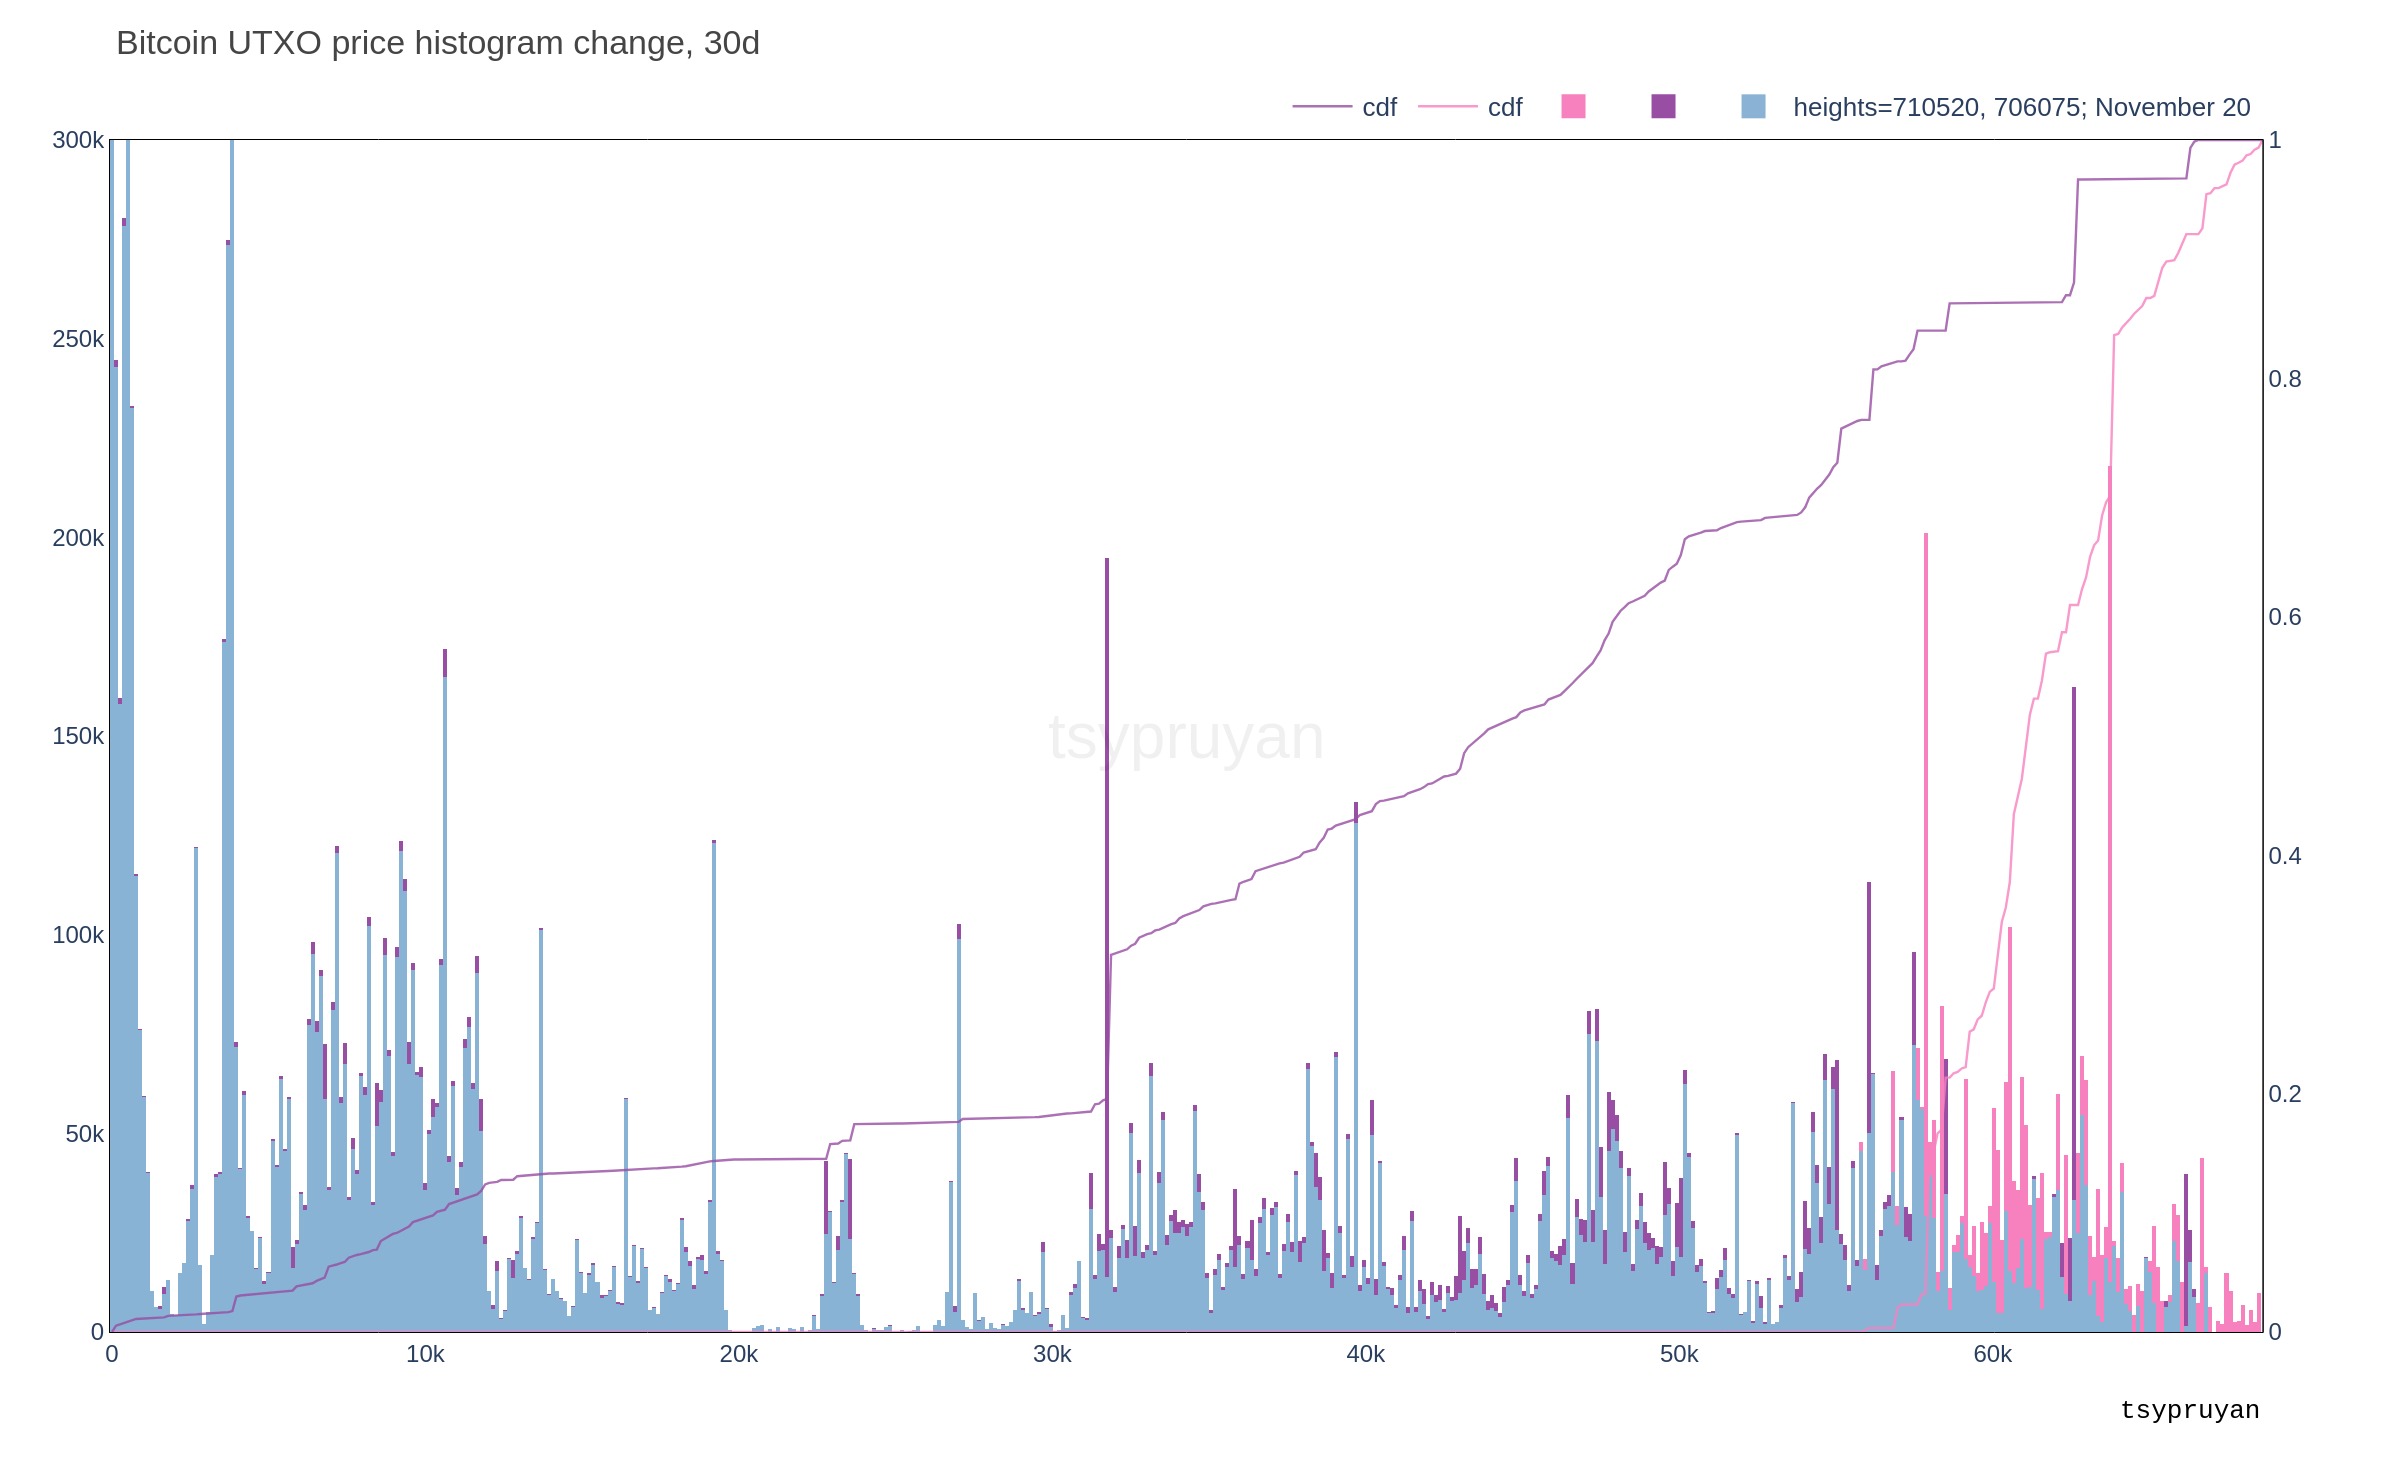 Bitcoin UTXO price histogram change, 30d
cdf cdf heights=710520, 706075; November 20
300k 1
250k
0.8
200k
0.6
tsypruyan
150k
0.4
100k
0.2
50k
0 0
0 10k 20k 30k 40k 50k 60k
tsypruyan